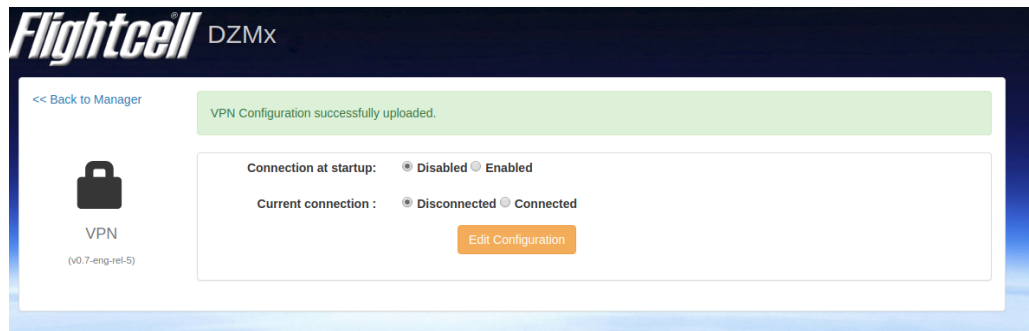 Flightcell® DZMx
<< Back to Manager
VPN Configuration successfully uploaded.
Connection at startup: Disabled Enabled
Current connection : Disconnected Connected
Edit Configuration
VPN
(v0.7-eng-rel-5)